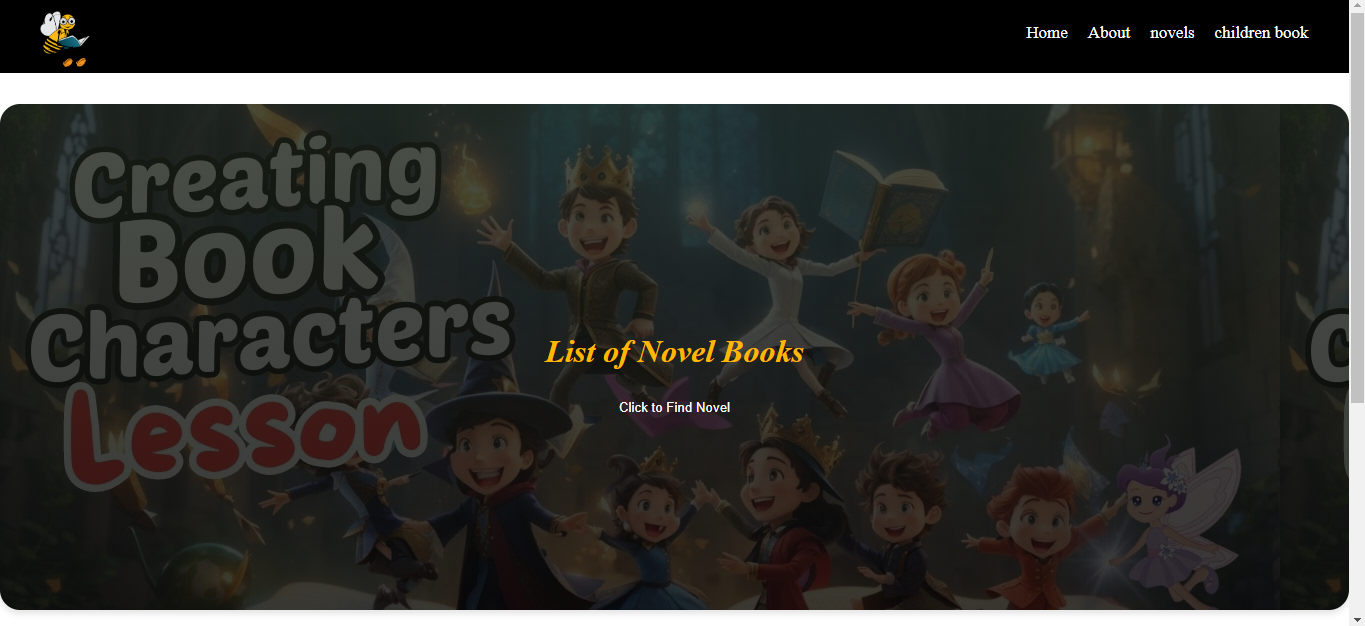 Home About novels children book
Creating
Book
Characters
Lesson
List of Novel Books
Click to Find Novel
C